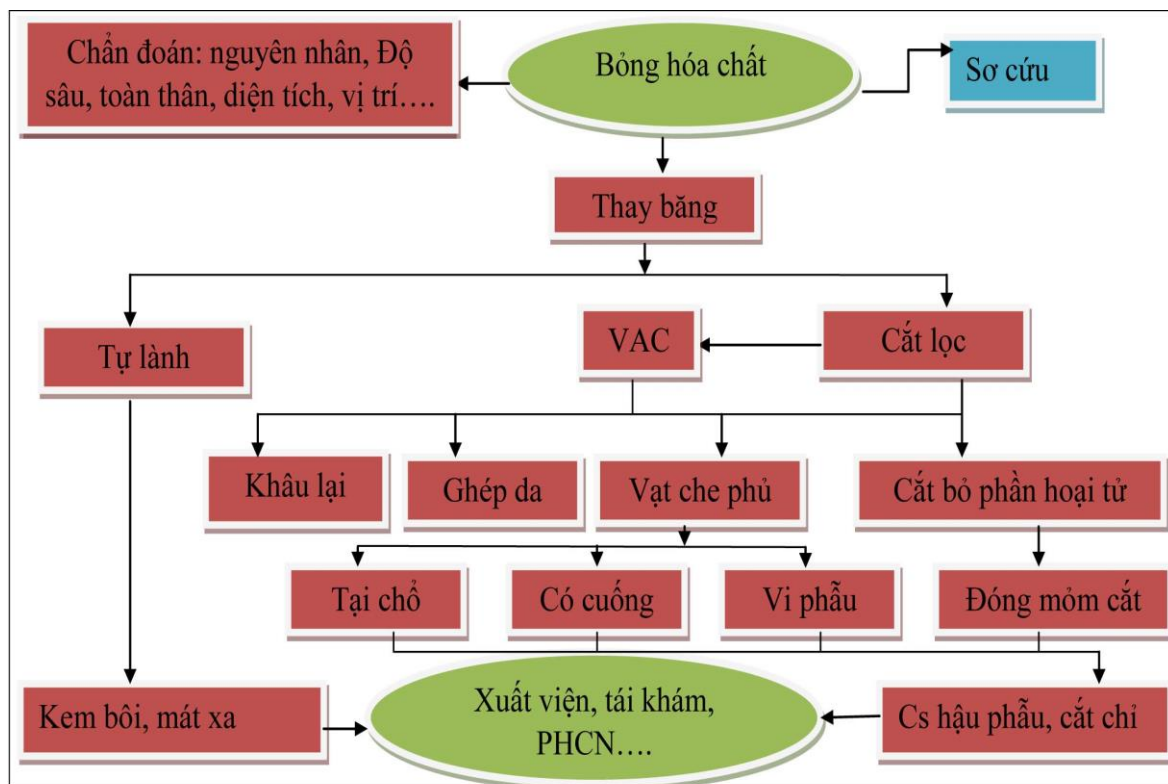 Chẩn đoán: nguyên nhân, Độ
sâu, toàn thân, diện tích, vị trí….
Bỏng hóa chất
Sơ cứu
Thay băng
Tự lành
VAC
Cắt lọc
Khâu lại
Ghép da
Vạt che phủ
Cắt bỏ phần hoại tử
Tại chổ
Có cuống
Vi phẫu
Đóng mỏm cắt
Kem bôi, mát xa
Xuất viện, tái khám,
PHCN….
Cs hậu phẫu, cắt chỉ